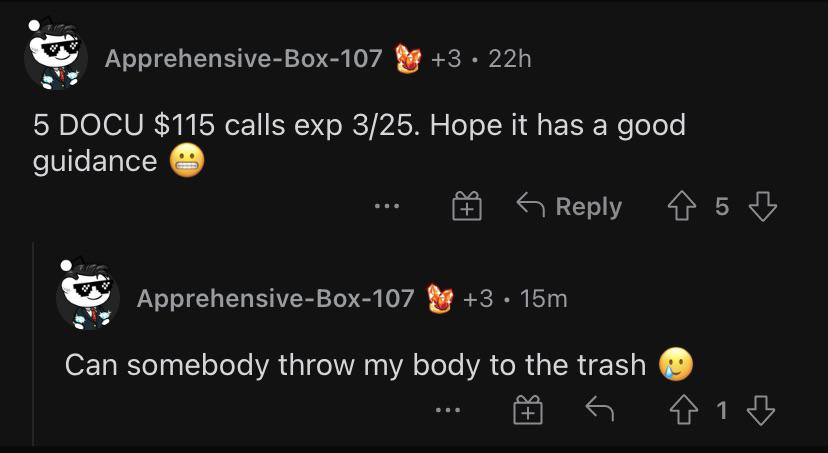 Apprehensive-Box-107 +3 • 22h
5 DOCU $115 calls exp 3/25. Hope it has a good
guidance 😬
Reply 5
Apprehensive-Box-107 +3 • 15m
Can somebody throw my body to the trash 🥲
1